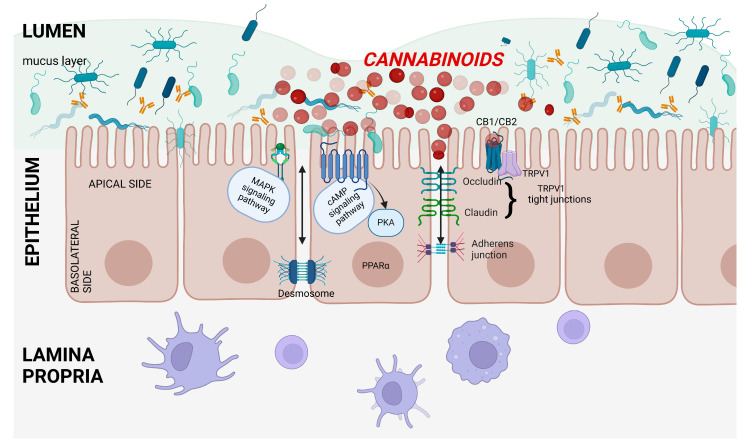 LUMEN
mucus layer
CANNABINOIDS
CB1/CB2
EPITHELIUM
APICAL SIDE
BASOLATERAL
SIDE
MAPK
signaling
pathway
cAMP
signaling
pathway
PKA
PPARα
Desmosome
Occludin
Claudin
Adherens
junction
TRPV1
TRPV1
tight junctions
LAMINA
PROPRIA